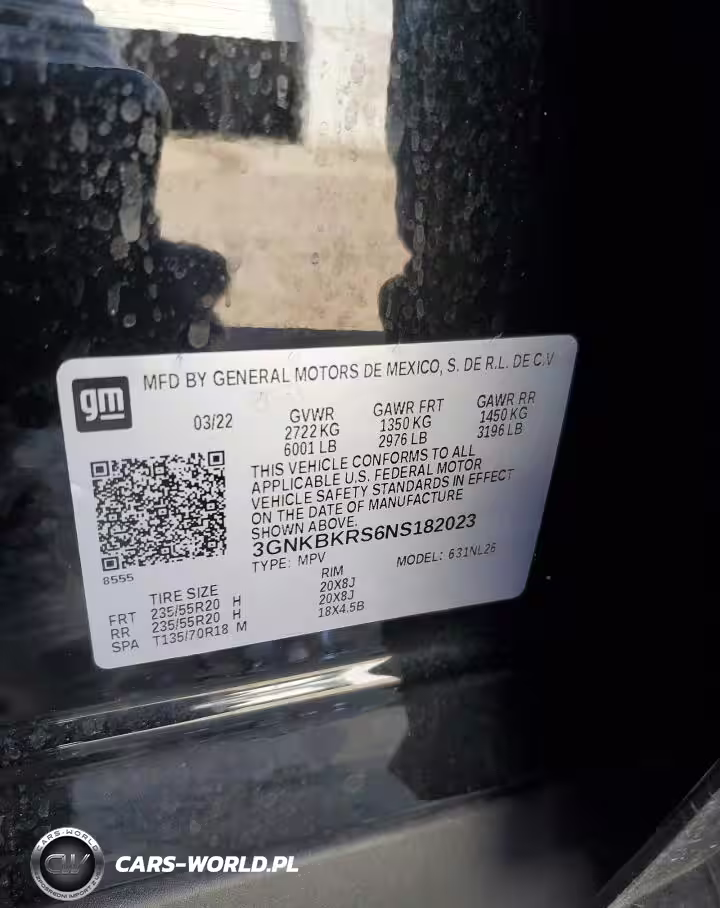 gm
MFD BY GENERAL MOTORS DE MEXICO, S. DE R.L. DE C.V
03/22
GVWR
2722 KG
6001 LB
GAWR FRT
1350 KG
2976 LB
GAWR RR
1450 KG
3196 LB
THIS VEHICLE CONFORMS TO ALL
APPLICABLE U.S. FEDERAL MOTOR
VEHICLE SAFETY STANDARDS IN EFFECT
ON THE DATE OF MANUFACTURE
SHOWN ABOVE.
3GNKBKRS6NS182023
TYPE: MPV MODEL: 631NL26
8555
TIRE SIZE RIM
FRT 235/55R20 H 20X8J
RR 235/55R20 H 20X8J
SPA T135/70R18 M 18X4.5B
CARS-WORLD
CW
CARS-WORLD.PL